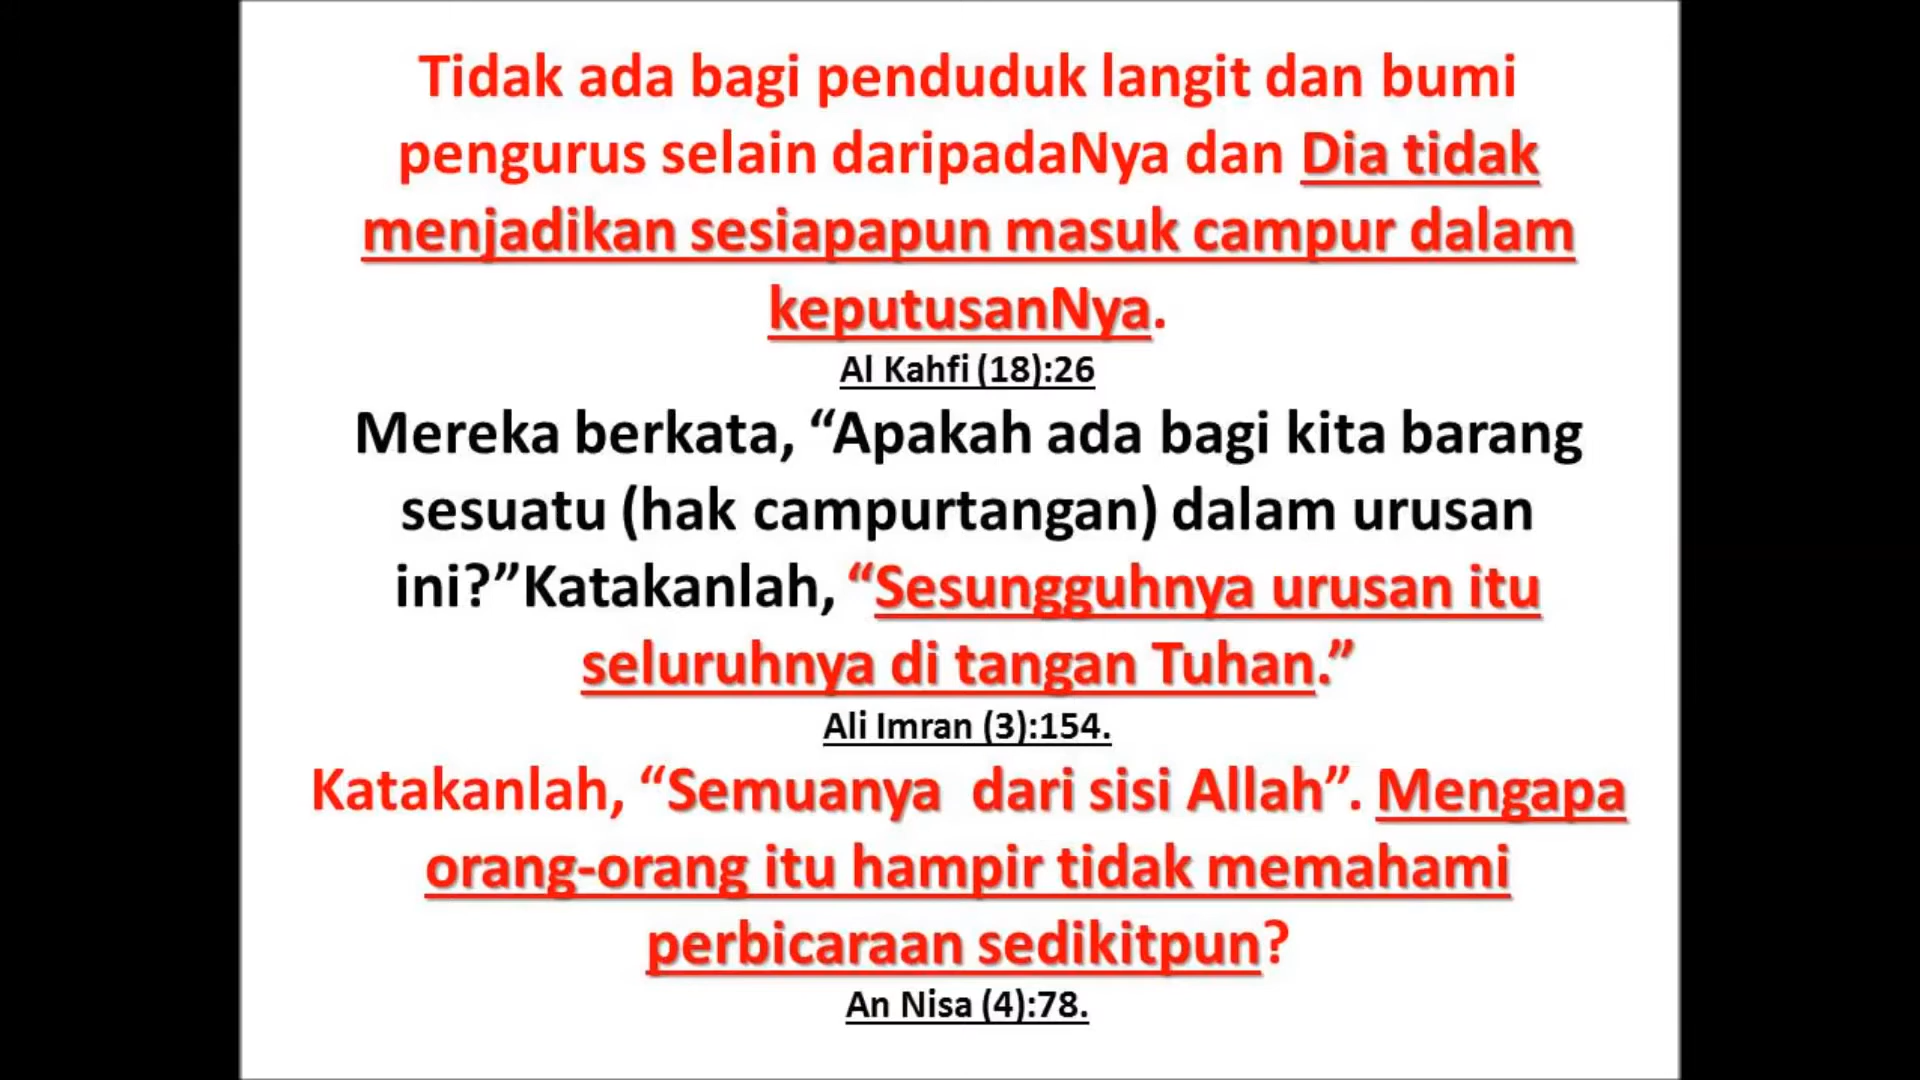 Tidak ada bagi penduduk langit dan bumi
pengurus selain daripadaNya dan Dia tidak
menjadikan sesiapapun masuk campur dalam
keputusanNya.
Al Kahfi (18):26
Mereka berkata, “Apakah ada bagi kita barang
sesuatu (hak campurtangan) dalam urusan
ini?”Katakanlah, “Sesungguhnya urusan itu
seluruhnya di tangan Tuhan.”
Ali Imran (3):154.
Katakanlah, “Semuanya  dari sisi Allah”. Mengapa
orang-orang itu hampir tidak memahami
perbicaraan sedikitpun?
An Nisa (4):78.